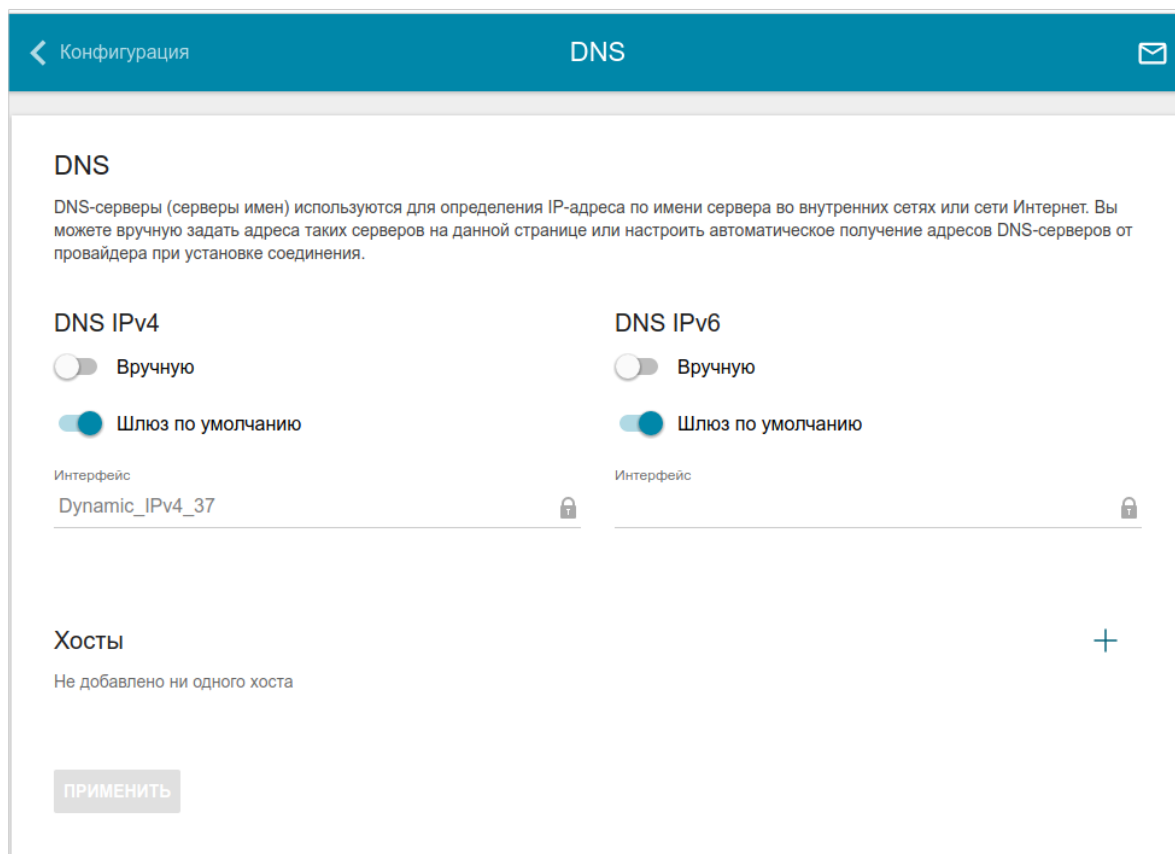 Конфигурация
DNS
DNS
DNS-серверы (серверы имен) используются для определения IP-адреса по имени сервера во внутренних сетях или сети Интернет. Вы
можете вручную задать адреса таких серверов на данной странице или настроить автоматическое получение адресов DNS-серверов от
провайдера при установке соединения.
DNS IPv4
Вручную
Шлюз по умолчанию
Интерфейс
Dynamic_IPv4_37
DNS IPv6
Вручную
Шлюз по умолчанию
Интерфейс
Хосты
Не добавлено ни одного хоста
ПРИМЕНИТЬ